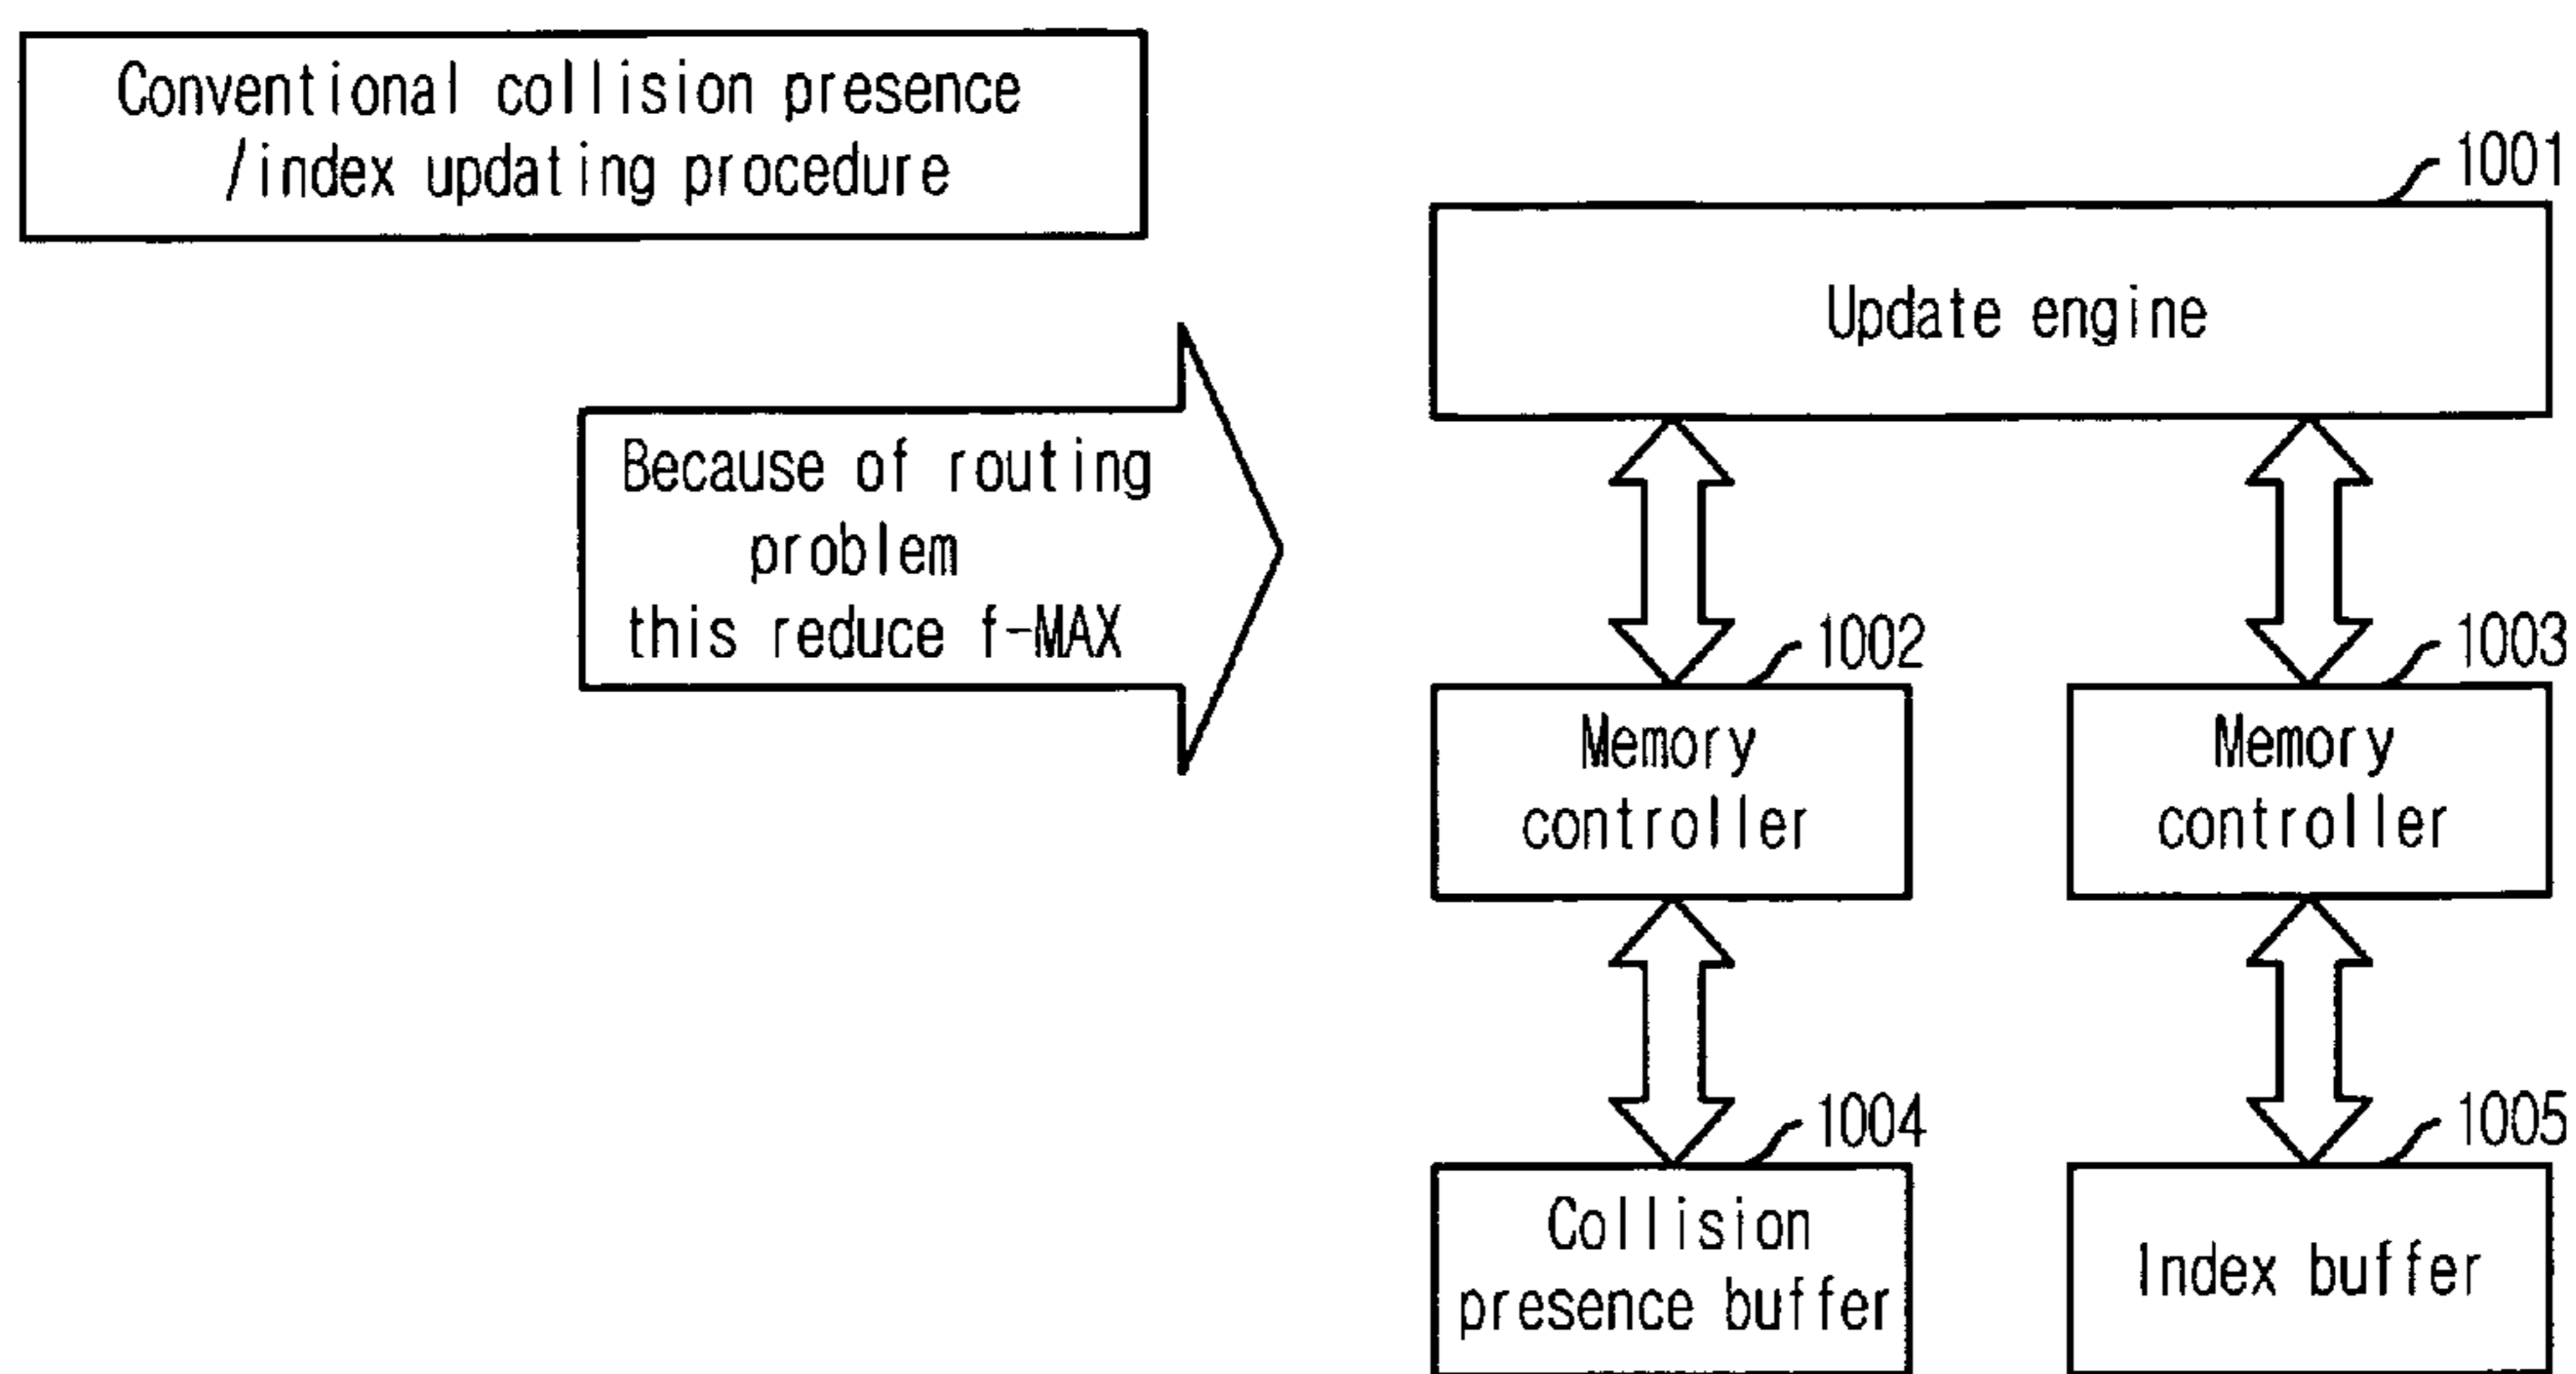 Conventional collision presence
/index updating procedure
1001
Update engine
Because of routing
problem
this reduce f-MAX
1002
1003
Memory
controller
Memory
controller
1004
1005
Collision
presence buffer
Index buffer